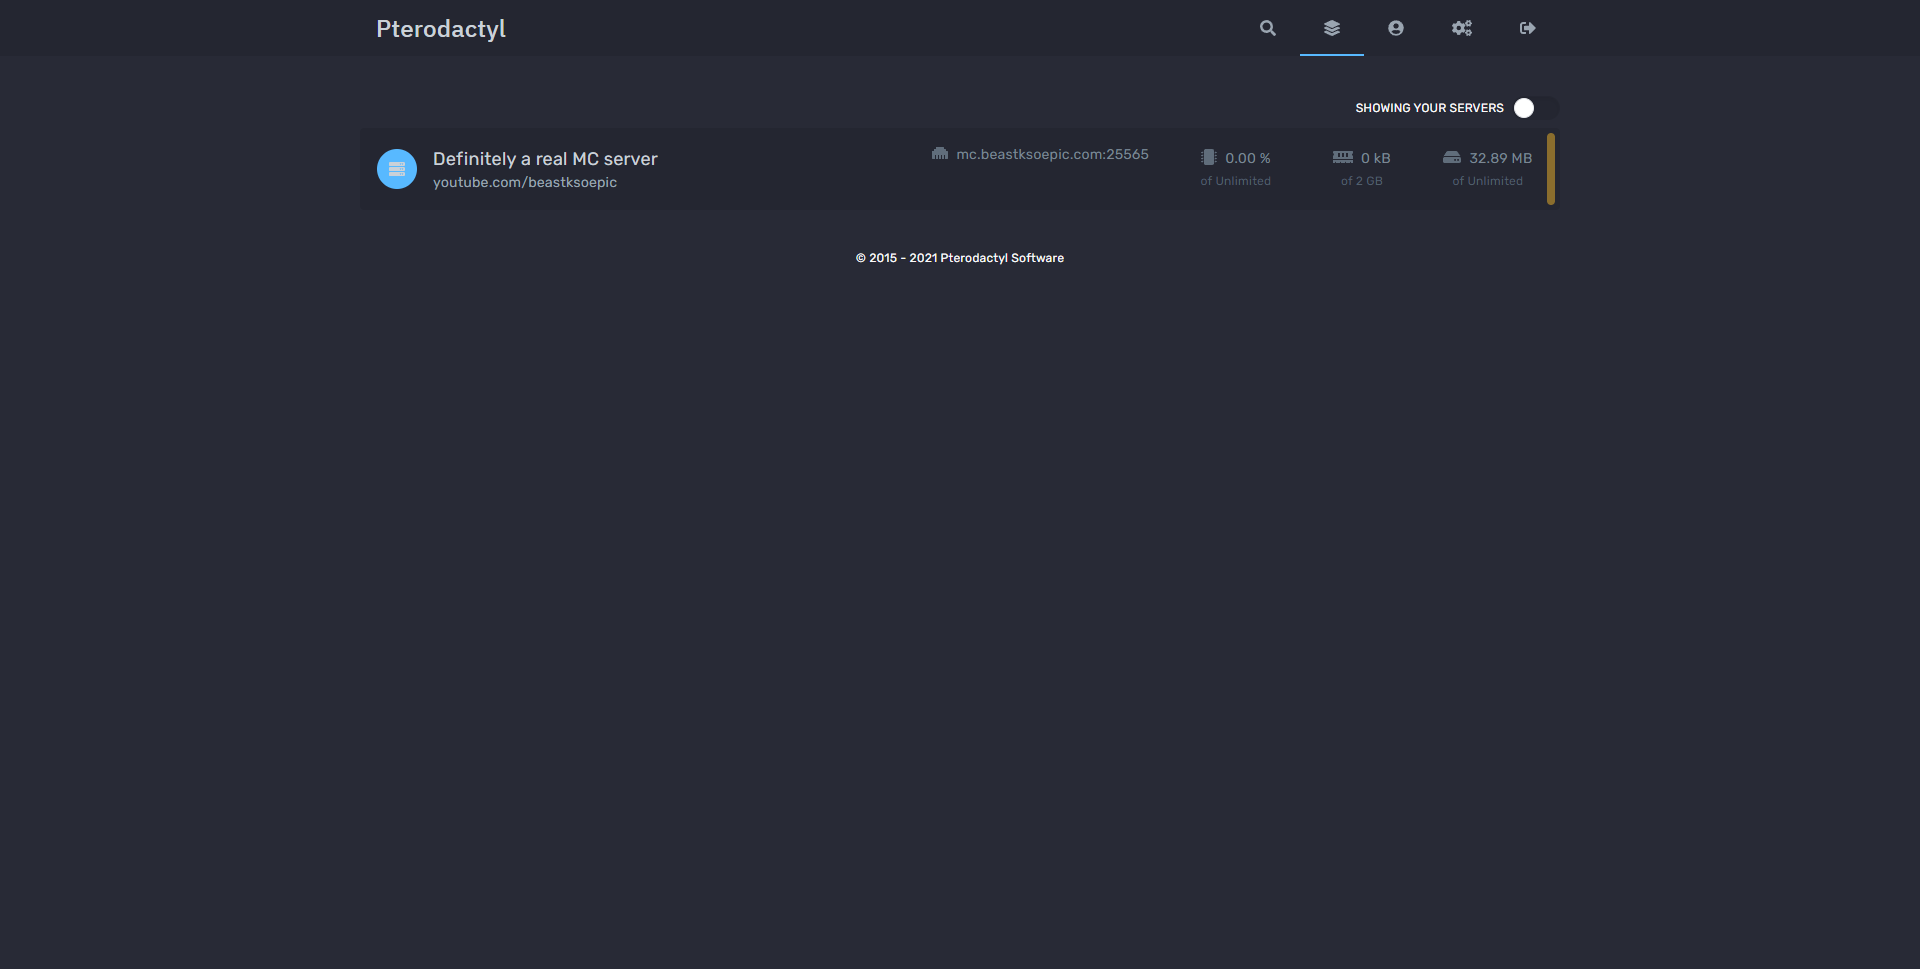 Pterodactyl
SHOWING YOUR SERVERS
Definitely a real MC server
youtube.com/beastksoepic
mc.beastksoepic.com:25565
0.00 %
of Unlimited
0 kB
of 2 GB
32.89 MB
of Unlimited
© 2015 - 2021 Pterodactyl Software